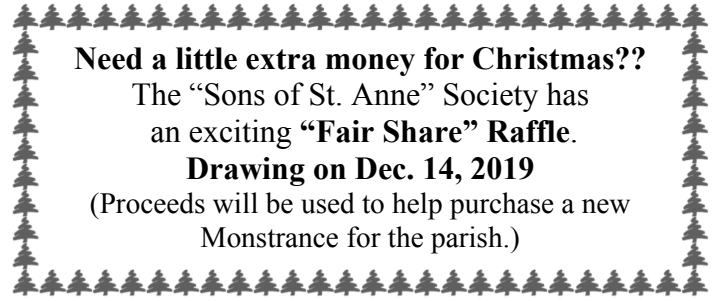 Need a little extra money for Christmas??
The “Sons of St. Anne” Society has
an exciting “Fair Share” Raffle.
Drawing on Dec. 14, 2019
(Proceeds will be used to help purchase a new
Monstrance for the parish.)